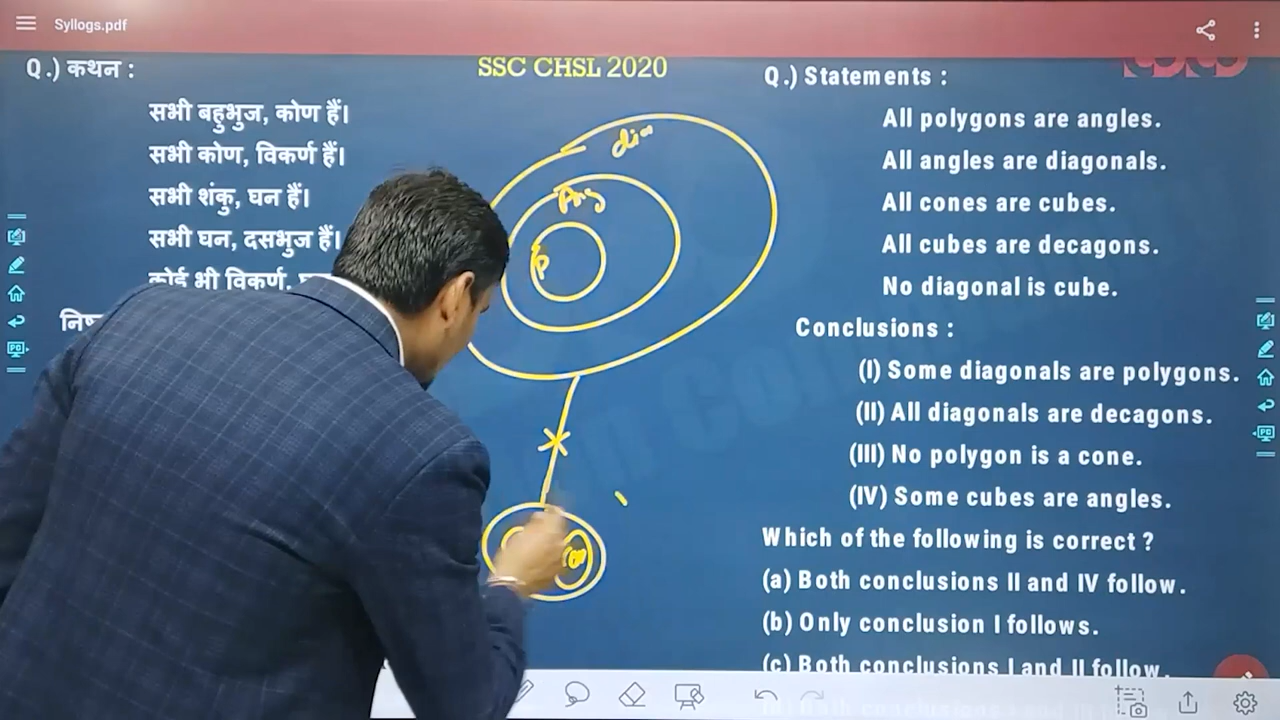 Syllogs.pdf
SSC CHSL 2020
Q.) कथन :
सभी बहुभुज, कोण हैं।
सभी कोण, विकर्ण हैं।
सभी शंकु, घन हैं।
सभी घन, दसभुज हैं।
कोई भी विकर्ण,
dia
Ang
P
Q.) Statements :
All polygons are angles.
All angles are diagonals.
All cones are cubes.
All cubes are decagons.
No diagonal is cube.
Conclusions :
(I) Some diagonals are polygons.
(II) All diagonals are decagons.
(III) No polygon is a cone.
(IV) Some cubes are angles.
Which of the following is correct ?
(a) Both conclusions II and IV follow.
(b) Only conclusion I follows.
(c) Both conclusions I and II follow.